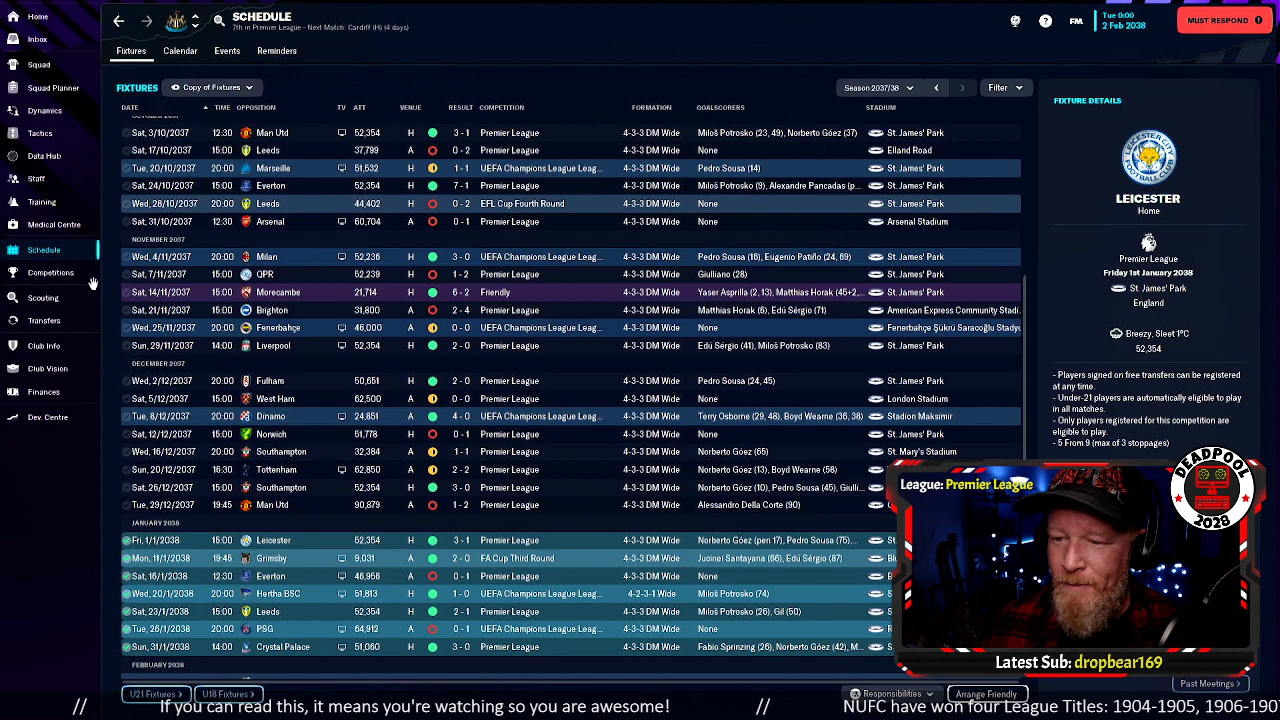 Home
Inbox
Squad
Squad Planner
Dynamics
Tactics
Data Hub
Staff
Training
Medical Centre
Schedule
Competitions
Scouting
Transfers
Club Info
Club Vision
Finances
Dev. Centre
SCHEDULE
7th in Premier League - Next Match: Cardiff (H) (4 days)
FM
Tue 0:00
2 Feb 2038
MUST RESPOND
Fixtures Calendar Events Reminders
FIXTURES Copy of Fixtures Season 2037/38 Filter
DATE TIME OPPOSITION TV ATT VENUE RESULT COMPETITION FORMATION GOALSCORERS STADIUM
Sat, 3/10/2037 12:30 Man Utd 52,354 H 3 - 1 Premier League 4-3-3 DM Wide Miloš Potrosko (23, 49), Norberto Góez (37) St. James' Park
Sat, 17/10/2037 15:00 Leeds 37,799 A 0 - 2 Premier League 4-3-3 DM Wide None Elland Road
Tue, 20/10/2037 20:00 Marseille 51,532 H 1 - 1 UEFA Champions League Leag... 4-3-3 DM Wide Pedro Sousa (14) St. James' Park
Sat, 24/10/2037 15:00 Everton 52,354 H 7 - 1 Premier League 4-3-3 DM Wide Miloš Potrosko (9), Alexandre Pancadas (p... St. James' Park
Wed, 28/10/2037 20:00 Leeds 44,402 H 0 - 2 EFL Cup Fourth Round 4-3-3 DM Wide None St. James' Park
Sat, 31/10/2037 12:30 Arsenal 60,704 A 0 - 1 Premier League 4-3-3 DM Wide None Arsenal Stadium
NOVEMBER 2037
Wed, 4/11/2037 20:00 Milan 52,236 H 3 - 0 UEFA Champions League Leag... 4-3-3 DM Wide Pedro Sousa (16), Eugenio Patiño (24, 69) St. James' Park
Sat, 7/11/2037 15:00 QPR 52,239 H 1 - 2 Premier League 4-3-3 DM Wide Giulliano (28) St. James' Park
Sat, 14/11/2037 15:00 Morecambe 21,714 H 6 - 2 Friendly 4-3-3 DM Wide Yaser Asprilla (2, 13), Matthias Horak (45+2,... St. James' Park
Sat, 21/11/2037 15:00 Brighton 31,800 A 2 - 4 Premier League 4-3-3 DM Wide Matthias Horak (6), Edú Sérgio (71) American Express Community Stadi...
Wed, 25/11/2037 20:00 Fenerbahçe 46,000 A 0 - 0 UEFA Champions League Leag... 4-3-3 DM Wide None Fenerbahçe Şükrü Saracoğlu Stadyu
Sun, 29/11/2037 14:00 Liverpool 52,354 H 2 - 0 Premier League 4-3-3 DM Wide Edú Sérgio (41), Miloš Potrosko (83) St. James' Park
DECEMBER 2037
Wed, 2/12/2037 20:00 Fulham 50,651 H 2 - 0 Premier League 4-3-3 DM Wide Pedro Sousa (24, 45) St. James' Park
Sat, 5/12/2037 15:00 West Ham 62,500 A 0 - 0 Premier League 4-3-3 DM Wide None London Stadium
Tue, 8/12/2037 20:00 Dinamo 24,851 A 4 - 0 UEFA Champions League Leag... 4-3-3 DM Wide Terry Osborne (29, 48), Boyd Wearne (36, 38) Stadion Maksimir
Sat, 12/12/2037 15:00 Norwich 51,778 H 0 - 1 Premier League 4-3-3 DM Wide None St. James' Park
Wed, 16/12/2037 20:00 Southampton 32,384 A 1 - 1 Premier League 4-3-3 DM Wide Norberto Góez (65) St. Mary's Stadium
Sun, 20/12/2037 16:30 Tottenham 62,850 A 2 - 2 Premier League 4-3-3 DM Wide Norberto Góez (13), Boyd Wearne (58)
Sat, 26/12/2037 15:00 Southampton 52,353 H 3 - 0 Premier League 4-3-3 DM Wide Norberto Góez (10), Pedro Sousa (45), Giulli...
Tue, 29/12/2037 19:45 Man Utd 90,879 A 1 - 2 Premier League 4-3-3 DM Wide
JANUARY 2038
Fri, 1/1/2038 15:00 Leicester 52,354 H 3 - 1 Premier League 4-3-3 DM Wide Norberto Góez (pen 17), Pedro Sousa (75),...
Mon, 11/1/2038 19:45 Grimsby 9,031 A 2 - 0 FA Cup Third Round 4-3-3 DM Wide Jucinei Santayana (66), Edú Sérgio (87)
Sat, 16/1/2038 12:30 Everton 46,956 A 0 - 1 Premier League 4-3-3 DM Wide None
Wed, 20/1/2038 20:00 Hertha BSC 51,841 H 1 - 0 UEFA Champions League Leag... 4-2-3-1 Wide Miloš Potrosko (74)
Sat, 23/1/2038 15:00 Leeds 52,354 H 2 - 1 Premier League 4-3-3 DM Wide Miloš Potrosko (26), Gil (50)
Tue, 26/1/2038 20:00 PSG 64,912 A 0 - 1 UEFA Champions League Leag... 4-3-3 DM Wide None
Sun, 31/1/2038 14:00 Crystal Palace 51,060 H 3 - 0 Premier League 4-3-3 DM Wide Fabio Sprinzing (26), Norberto Góez (42), M...
FEBRUARY 2038
U21 Fixtures > U18 Fixtures > Responsibilities Arrange Friendly
FIXTURE DETAILS
LEICESTER CITY
FOOTBALL CLUB
LEICESTER
Home
Premier League
Friday 1st January 2038
St. James' Park
England
Breezy, Sleet 1°C
52,354
- Players signed on free transfers can be registered
at any time.
- Under-21 players are automatically eligible to play
in all matches.
- Only players registered for this competition are
eligible to play.
- 5 From 9 (max of 3 stoppages)
League: Premier League
DEADPOOL
2028
Latest Sub: dropbear169
Past Meetings >
// If you can read this, it means you're watching so you are awesome! // NUFC have won four League Titles: 1904-1905, 1906-190